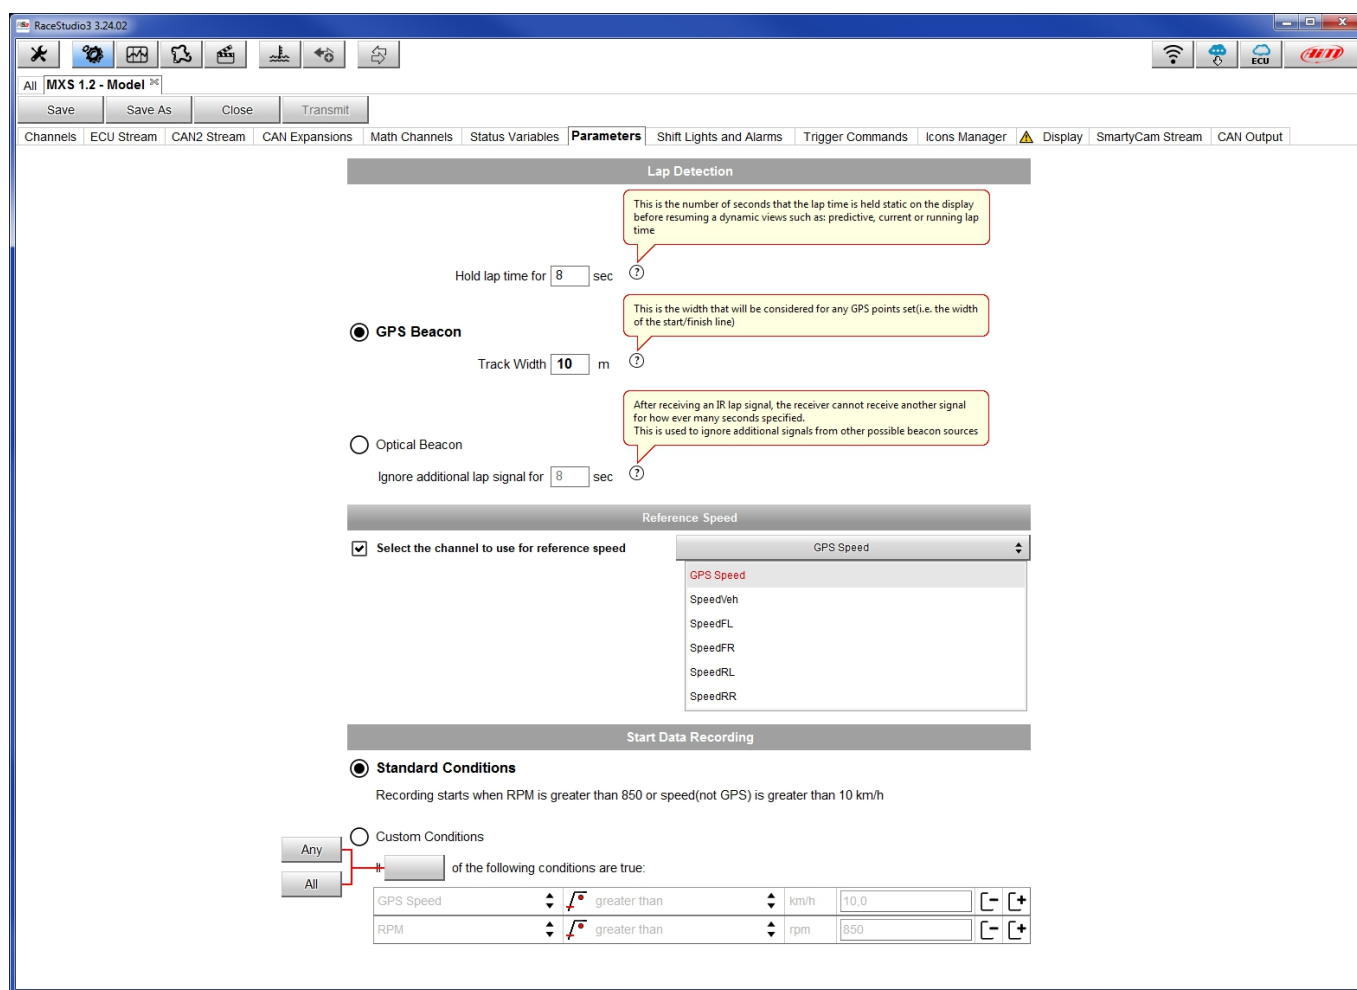 RaceStudio3 3.24.02
ECU
AiM
All MXS 1.2 - Model
Save Save As Close Transmit
Channels ECU Stream CAN2 Stream CAN Expansions Math Channels Status Variables Parameters Shift Lights and Alarms Trigger Commands Icons Manager Display SmartyCam Stream CAN Output
Lap Detection
This is the number of seconds that the lap time is held static on the display
before resuming a dynamic views such as: predictive, current or running lap
time
Hold lap time for 8 sec ?
This is the width that will be considered for any GPS points set(i.e. the width
of the start/finish line)
GPS Beacon
Track Width 10 m ?
After receiving an IR lap signal, the receiver cannot receive another signal
for how ever many seconds specified.
This is used to ignore additional signals from other possible beacon sources
Optical Beacon
Ignore additional lap signal for 8 sec ?
Reference Speed
Select the channel to use for reference speed GPS Speed
GPS Speed
SpeedVeh
SpeedFL
SpeedFR
SpeedRL
SpeedRR
Start Data Recording
Standard Conditions
Recording starts when RPM is greater than 850 or speed(not GPS) is greater than 10 km/h
Custom Conditions
Any
of the following conditions are true:
All
GPS Speed greater than km/h 10,0
RPM greater than rpm 850